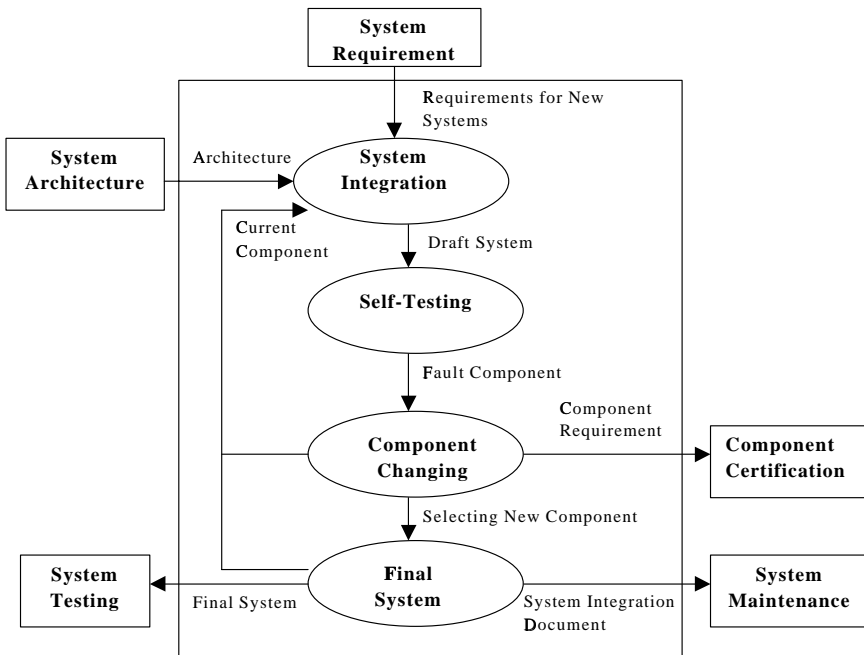 System
Requirement
Requirements for New
Systems
System
Architecture
Architecture
System
Integration
Current
Component
Draft System
Self-Testing
Fault Component
Component
Requirement
Component
Changing
Component
Certification
Selecting New Component
System
Testing
Final System
Final
System
System Integration
Document
System
Maintenance